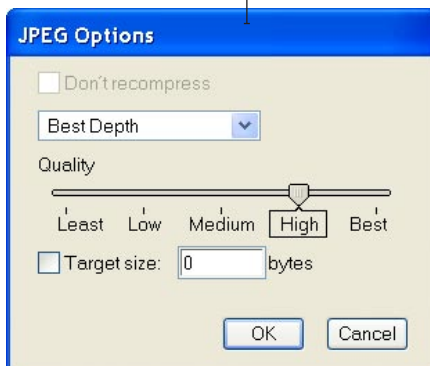 JPEG Options
Don't recompress
Best Depth
Quality
Least Low Medium High Best
Target size: 0 bytes
OK Cancel